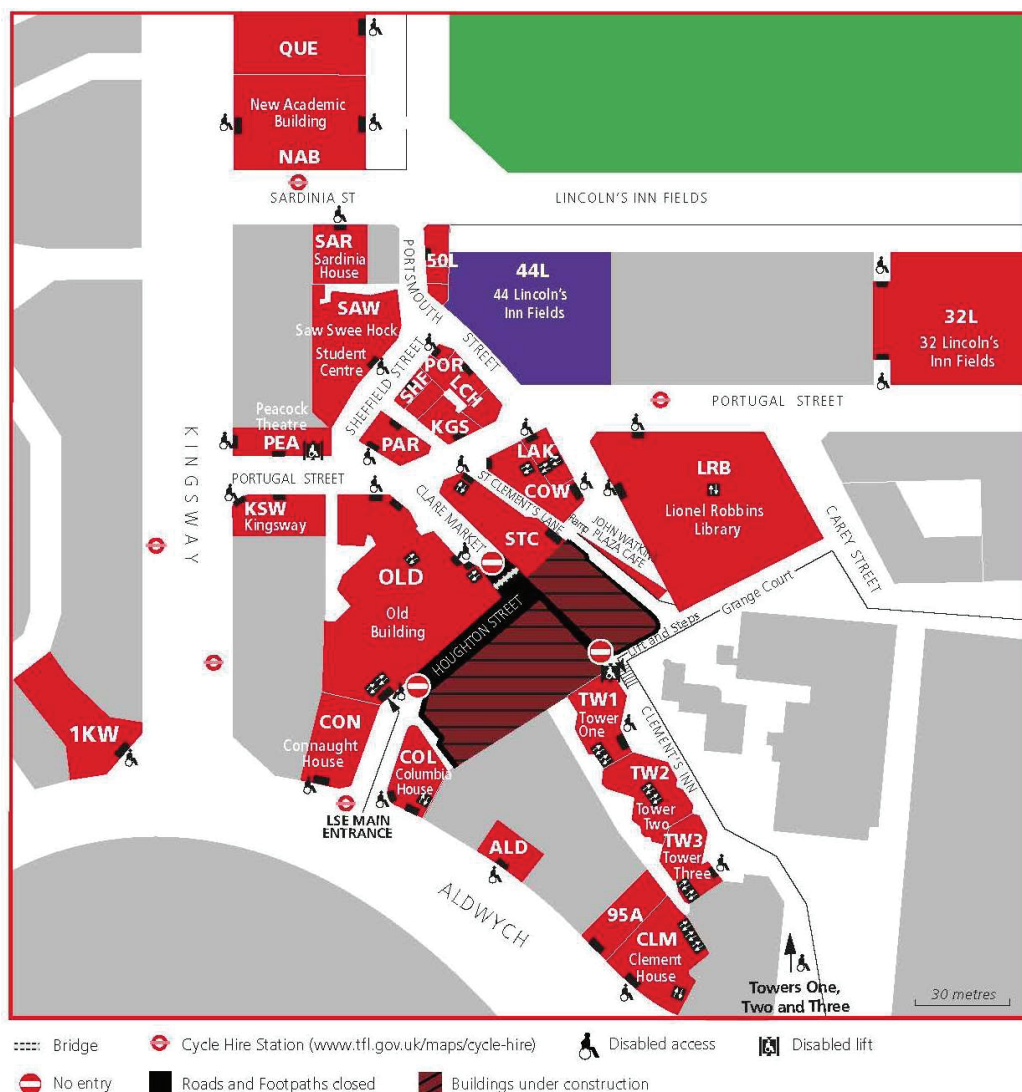 QUE
New Academic
Building
NAB
SARDINIA ST
LINCOLN'S INN FIELDS
SAR
Sardinia
House
PORTSMOUTH
STREET
50L
44L
44 Lincoln's
Inn Fields
32L
32 Lincoln's
Inn Fields
SAW
Saw Swee Hock
Student
Centre
SHEFFIELD STREET
POR
SHF
LCH
KGS
PORTUGAL STREET
Peacock
Theatre
PEA
PAR
LAK
COW
LRB
Lionel Robbins
Library
KINGSWAY
PORTUGAL STREET
KSW
Kingsway
CLARE MARKET
ST CLEMENT'S LANE
STC
Ramp
JOHN WATKINS
PLAZA CAFE
CAREY STREET
OLD
Old
Building
HOUGHTON STREET
Lift and Steps
Grange Court
1KW
CON
Connaught
House
COL
Columbia
House
LSE MAIN
ENTRANCE
TW1
Tower
One
CLEMENT'S INN
TW2
Tower
Two
TW3
Tower
Three
ALD
ALDWYCH
95A
CLM
Clement
House
Towers One,
Two and Three
30 metres
Bridge
Cycle Hire Station (www.tfl.gov.uk/maps/cycle-hire)
Disabled access
Disabled lift
No entry
Roads and Footpaths closed
Buildings under construction